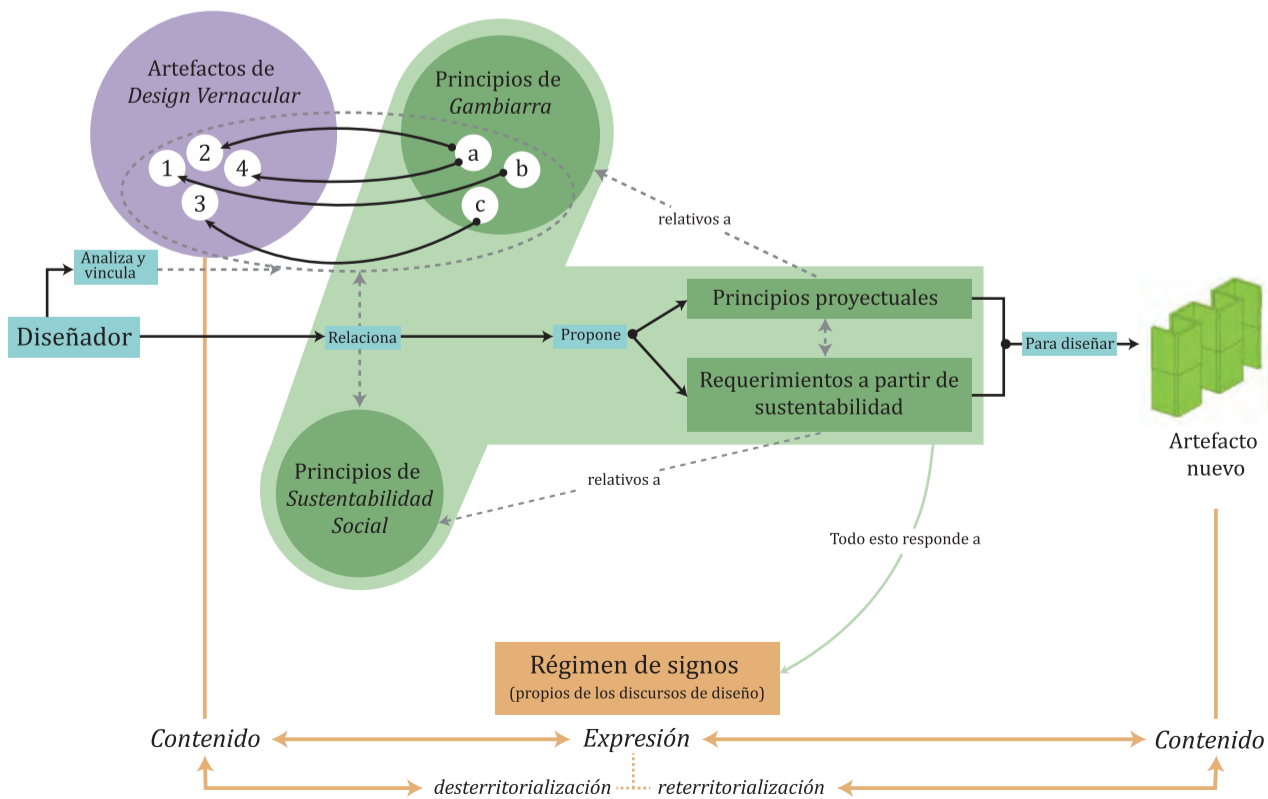 Artefactos de
Design Vernacular
Principios de
Gambiarra
2
a
1
4
b
3
c
relativos a
Analiza y
vincula
Diseñador
Relaciona
Propone
Principios proyectuales
Requerimientos a partir de
sustentabilidad
Para diseñar
Artefacto
nuevo
Principios de
Sustentabilidad
Social
relativos a
Todo esto responde a
Régimen de signos
(propios de los discursos de diseño)
Contenido
Expresión
Contenido
desterritorialización
reterritorialización